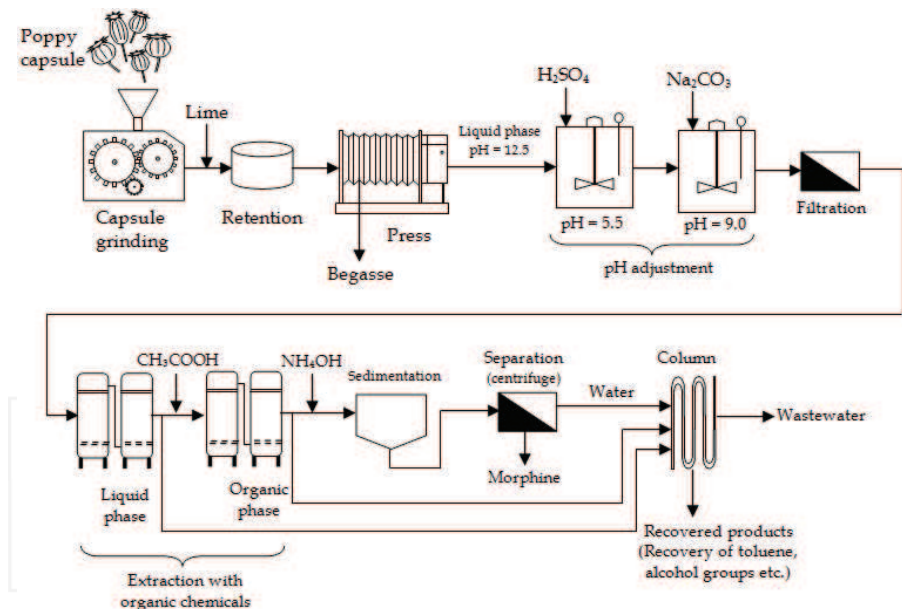 Poppy
capsule
Lime
Capsule
grinding
Retention
Press
Begasse
Liquid phase
pH = 12.5
H₂SO₄
Na₂CO₃
pH = 5.5
pH = 9.0
pH adjustment
Filtration
CH₃COOH
NH₄OH
Sedimentation
Separation
(centrifuge)
Water
Column
Wastewater
Liquid
phase
Organic
phase
Morphine
Extraction with
organic chemicals
Recovered products
(Recovery of toluene,
alcohol groups etc.)